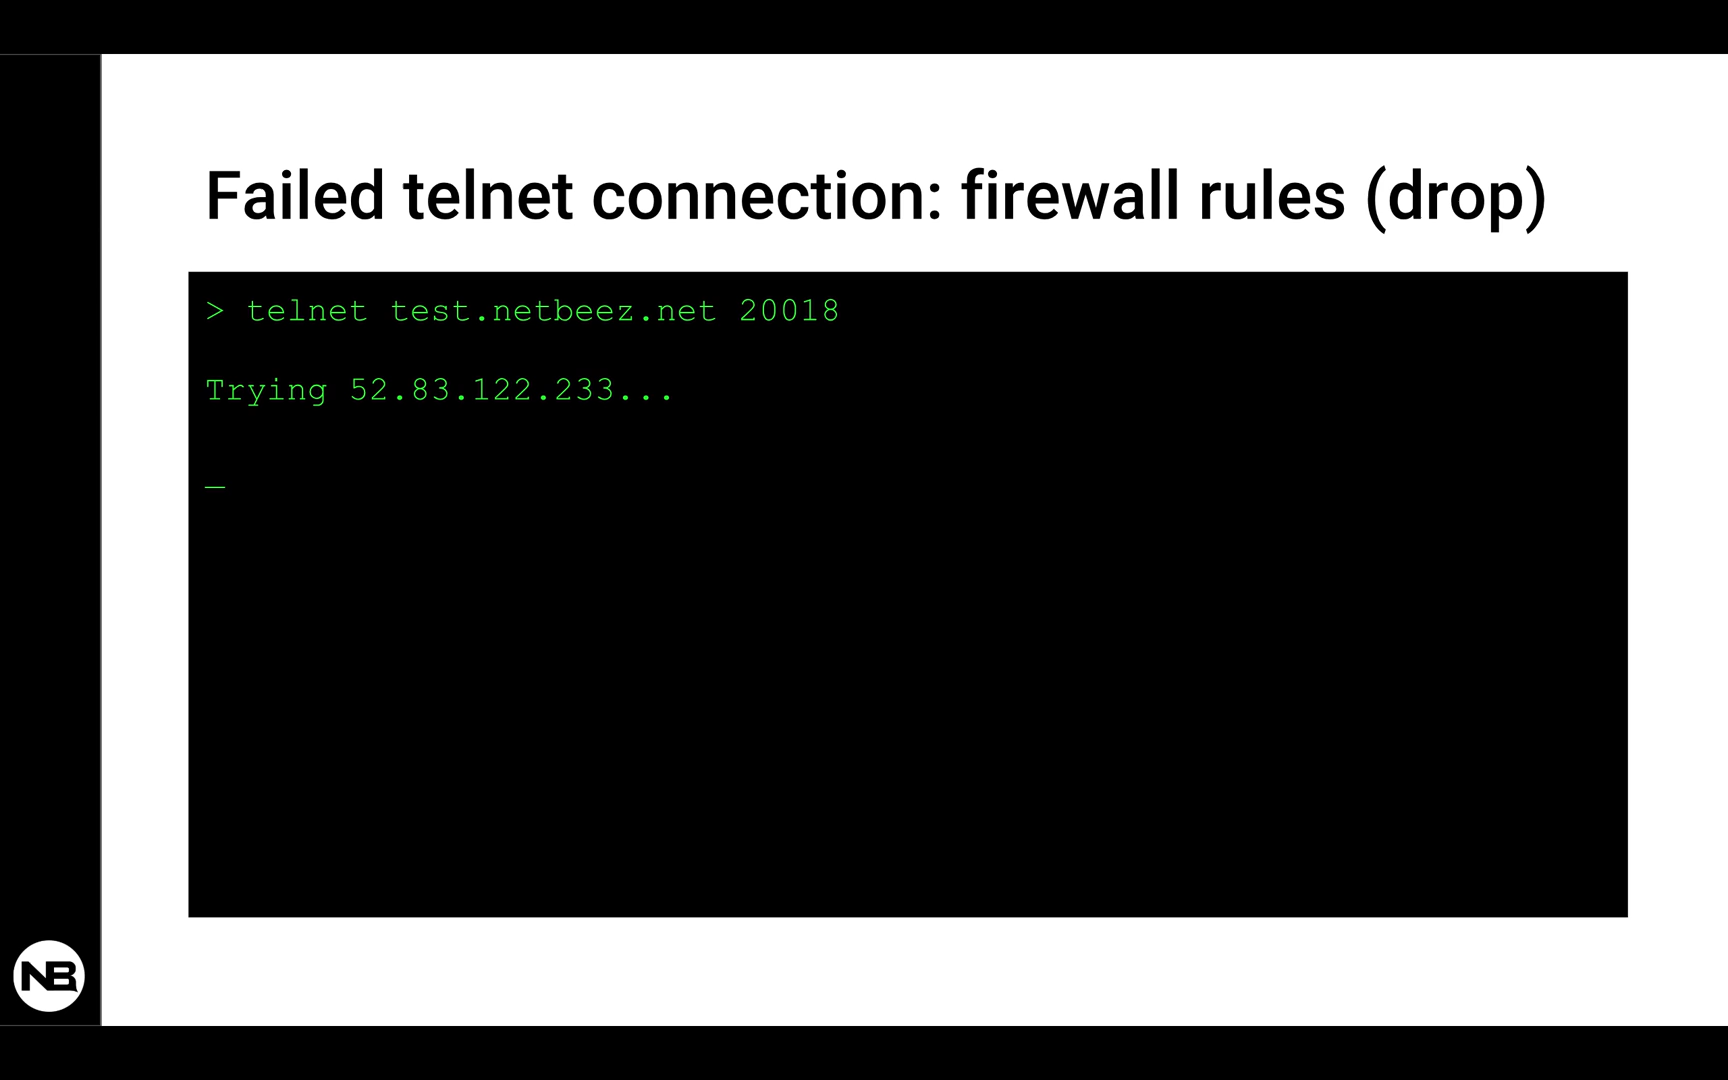 Failed telnet connection: firewall rules (drop)
> telnet test.netbeez.net 20018
Trying 52.83.122.233...
_
NB